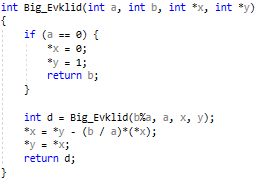 int Big_Evklid(int a, int b, int *x, int *y)
{
    if (a == 0) {
        *x = 0;
        *y = 1;
        return b;
    }

    int d = Big_Evklid(b%a, a, x, y);
    *x = *y - (b / a)*(*x);
    *y = *x;
    return d;
}